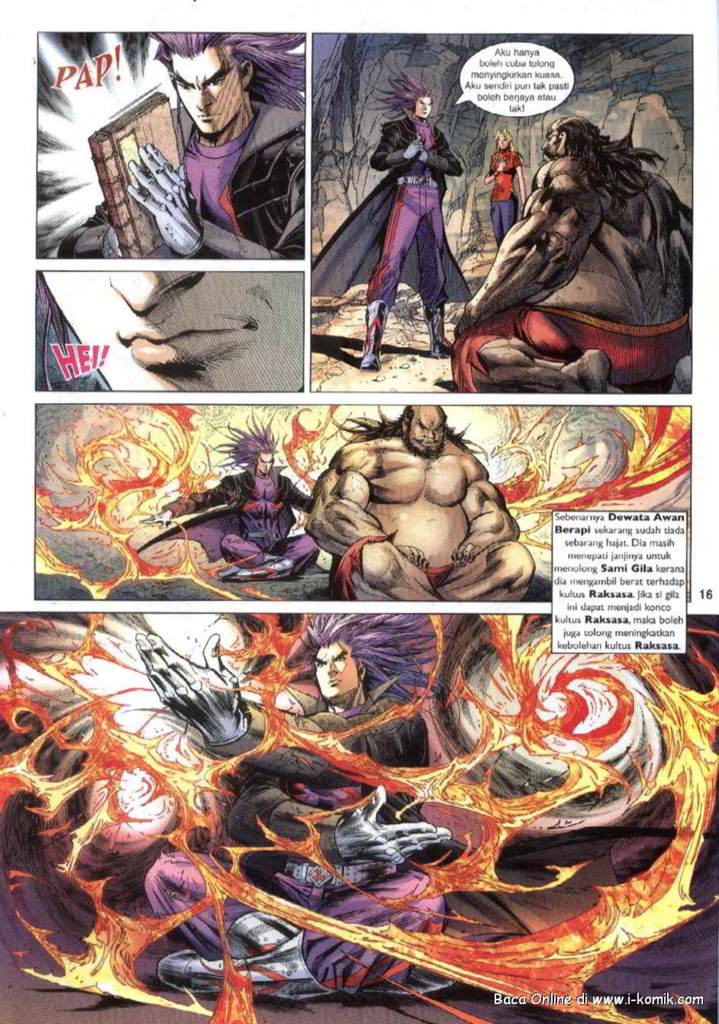 PAP!
Aku hanya
boleh cuba tolong
menyingkirkan kuasa.
Aku sendiri pun tak pasti
boleh berjaya atau
tak!
HEI!
Sebenarnya Dewata Awan
Berapi sekarang sudah tiada
sebarang hajat. Dia masih
menepati janjinya untuk
menolong Sami Gila kerana
dia mengambil berat terhadap
kultus Raksasa. Jika si gila
ini dapat menjadi konco
kultus Raksasa, maka boleh
juga tolong meningkatkan
kebolehan kultus Raksasa.
16
Baca Online di www.i-komik.com